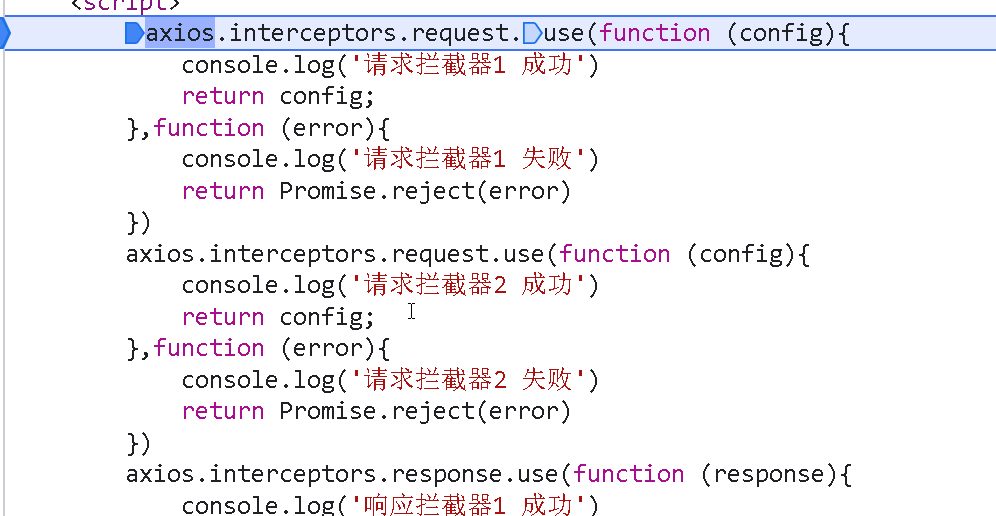 <script>
axios.interceptors.request.use(function (config){
console.log('请求拦截器1 成功')
return config;
},function (error){
console.log('请求拦截器1 失败')
return Promise.reject(error)
})
axios.interceptors.request.use(function (config){
console.log('请求拦截器2 成功')
return config;
},function (error){
console.log('请求拦截器2 失败')
return Promise.reject(error)
})
axios.interceptors.response.use(function (response){
console.log('响应拦截器1 成功')